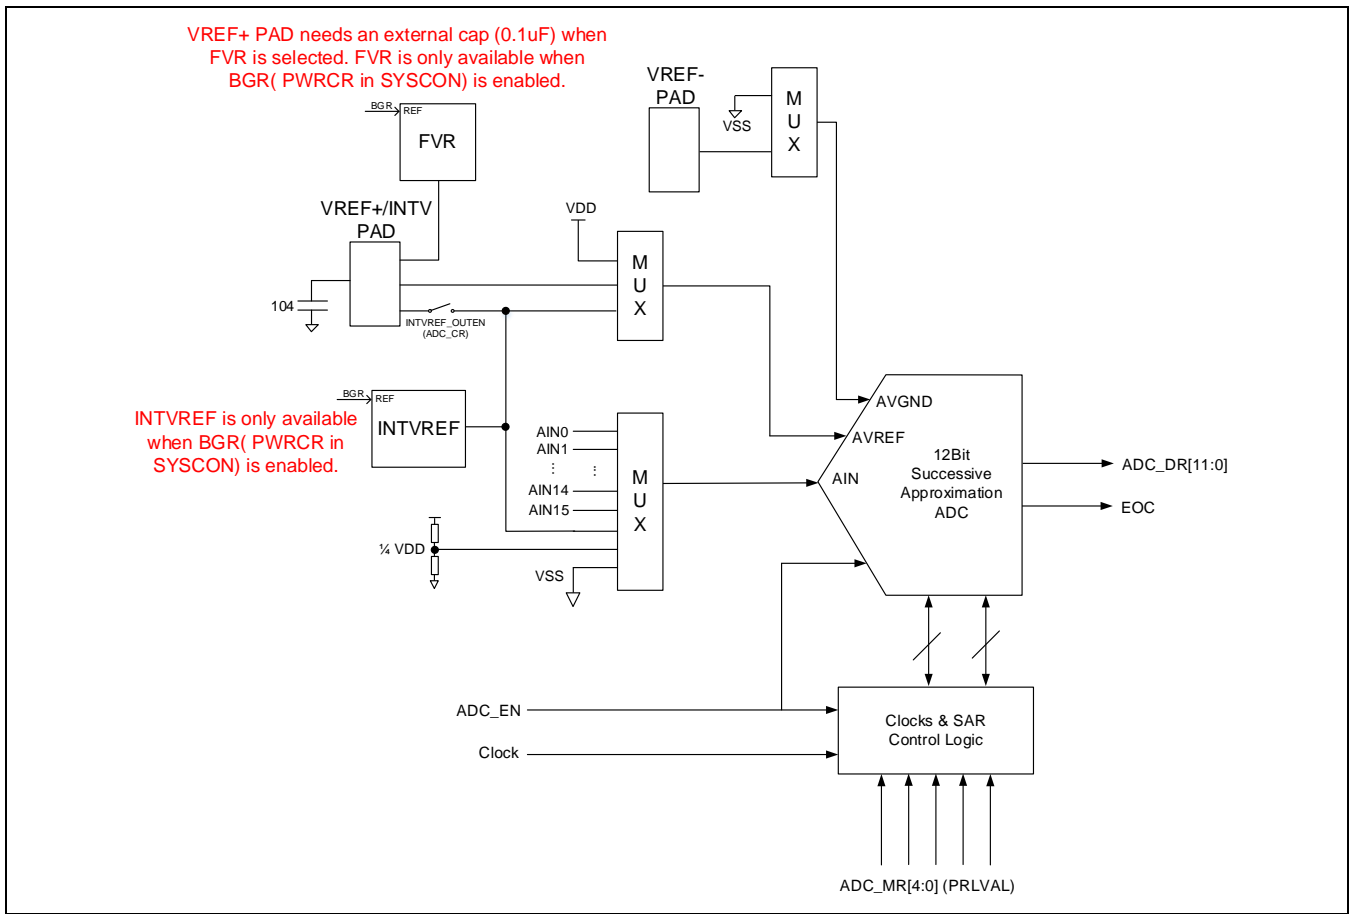 VREF+ PAD needs an external cap (0.1uF) when
FVR is selected. FVR is only available when
BGR( PWRCR in SYSCON) is enabled.
BGR
REF
FVR
VREF-
PAD
VSS
M
U
X
VREF+/INTV
PAD
104
INTVREF_OUTEN
(ADC_CR)
VDD
M
U
X
BGR
REF
INTVREF
INTVREF is only available
when BGR( PWRCR in
SYSCON) is enabled.
AIN0
AIN1
⋮ ⋮
AIN14
AIN15
¼ VDD
VSS
M
U
X
AVGND
AVREF
AIN
12Bit
Successive
Approximation
ADC
ADC_DR[11:0]
EOC
ADC_EN
Clock
Clocks & SAR
Control Logic
ADC_MR[4:0] (PRLVAL)